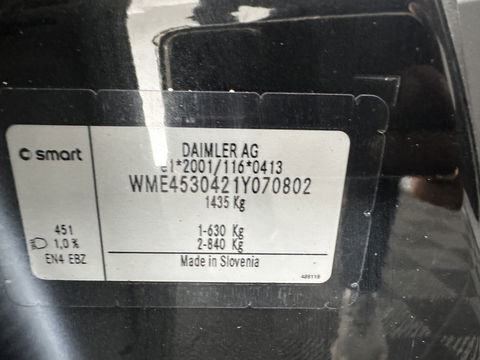 smart
DAIMLER AG
e1*2001/116*0413
WME4530421Y070802
1435 Kg
451
1,0%
EN4 EBZ
1-630 Kg
2-840 Kg
Made in Slovenia